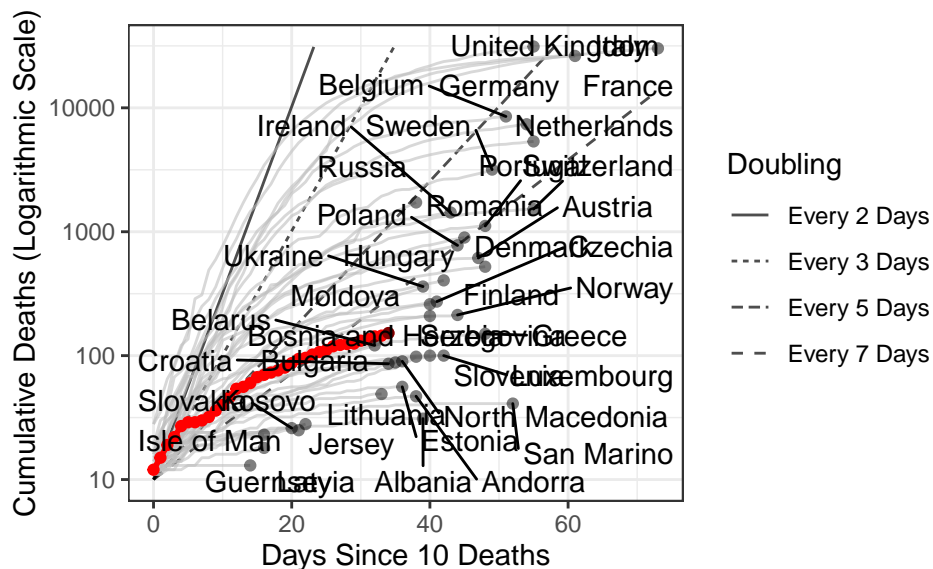 Cumulative Deaths (Logarithmic Scale)
10000
1000
100
10
United Kingdom
Italy
Belgium
Germany
France
Ireland
Sweden
Netherlands
Russia
Portugal
Switzerland
Poland
Romania
Austria
Ukraine
Hungary
Denmark
Czechia
Moldova
Finland
Norway
Belarus
Bosnia and Herzegovina
Serbia
Greece
Croatia
Bulgaria
Slovenia
Luxembourg
Slovakia
Kosovo
Lithuania
North Macedonia
Isle of Man
Jersey
Estonia
San Marino
Guernsey
Latvia
Albania
Andorra
0
20
40
60
Days Since 10 Deaths
Doubling
Every 2 Days
Every 3 Days
Every 5 Days
Every 7 Days